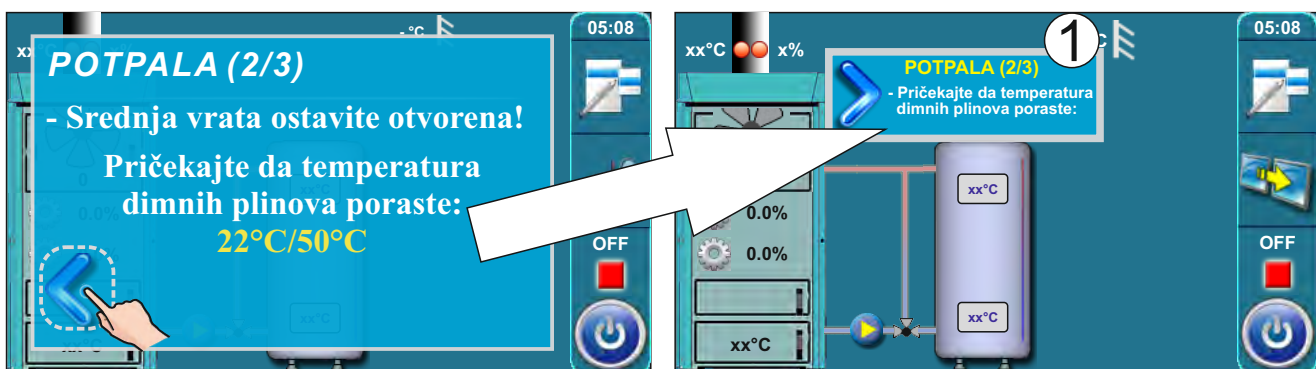 - °C
05:08
xx
POTPALA (2/3)
- Srednja vrata ostavite otvorena!
Pričekajte da temperatura
dimnih plinova poraste:
22°C/50°C
xx°C
0
0.0%
OFF
xx°C
xx°C
xx°C
x%
1
C
05:08
POTPALA (2/3)
- Pričekajte da temperatura
dimnih plinova poraste:
xx°C
0.0%
0.0%
OFF
xx°C
xx°C